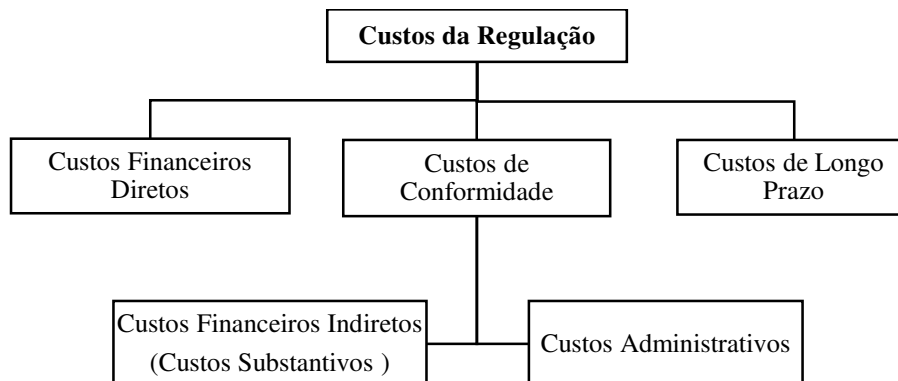 Custos da Regulação
Custos Financeiros
Diretos
Custos de
Conformidade
Custos de Longo
Prazo
Custos Financeiros Indiretos
(Custos Substantivos )
Custos Administrativos